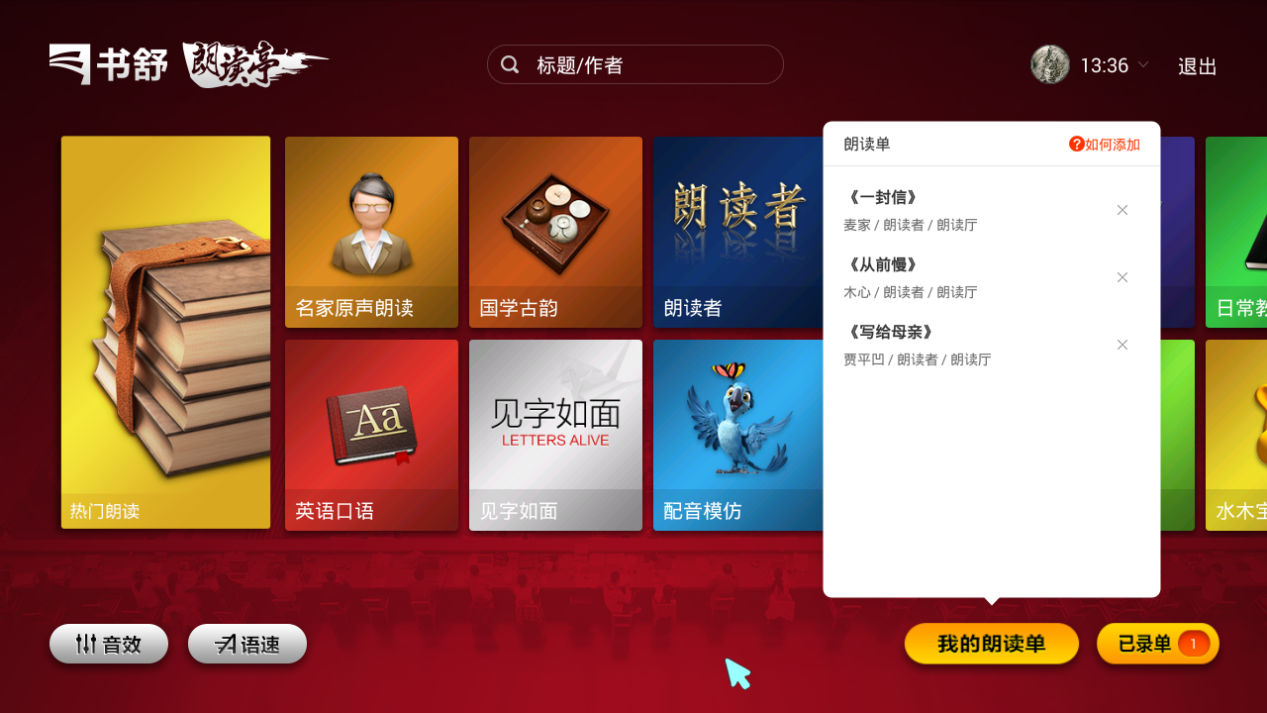 书舒 朗读亭
标题/作者
13:36
退出
热门朗读
名家原声朗读
国学古韵
朗读者
朗读者
英语口语
Aa
见字如面
LETTERS ALIVE
见字如面
配音模仿
日常教
水木宝
朗读单
?如何添加
《一封信》
麦家 / 朗读者 / 朗读厅
《从前慢》
木心 / 朗读者 / 朗读厅
《写给母亲》
贾平凹 / 朗读者 / 朗读厅
音效
语速
我的朗读单
已录单 1